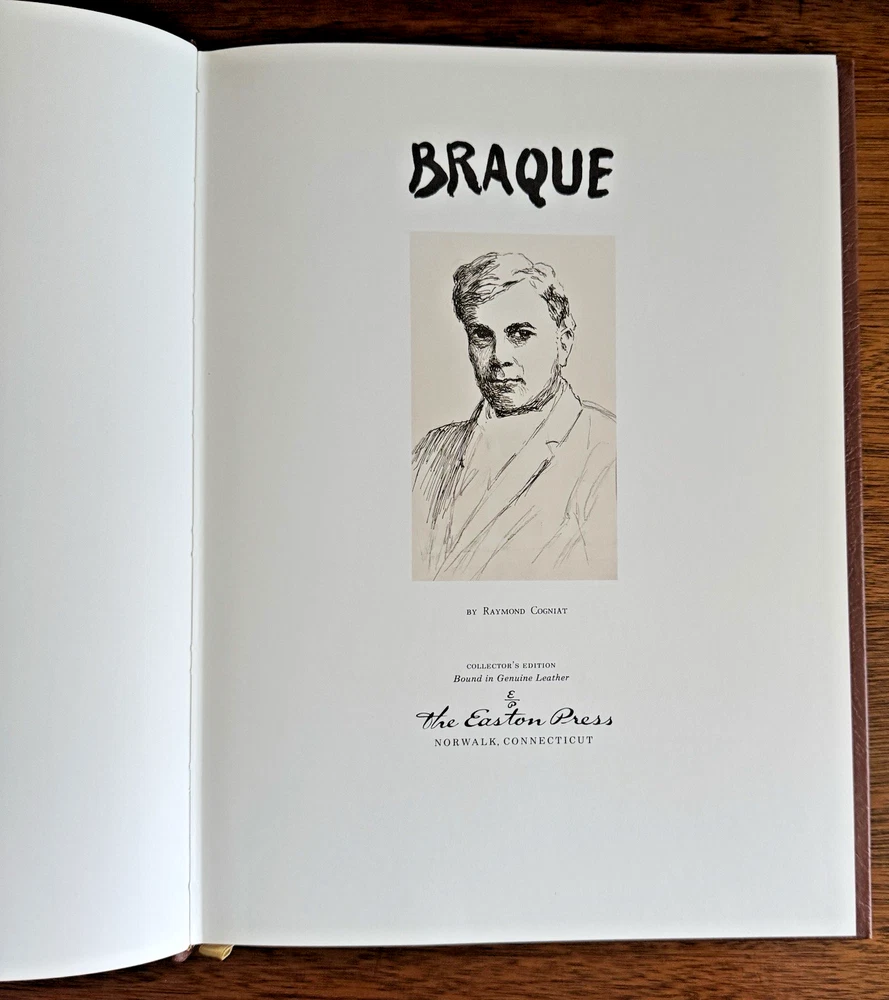 BRAQUE
BY RAYMOND COGNIAT
COLLECTOR'S EDITION
Bound in Genuine Leather
E
P
the Easton Press
NORWALK, CONNECTICUT